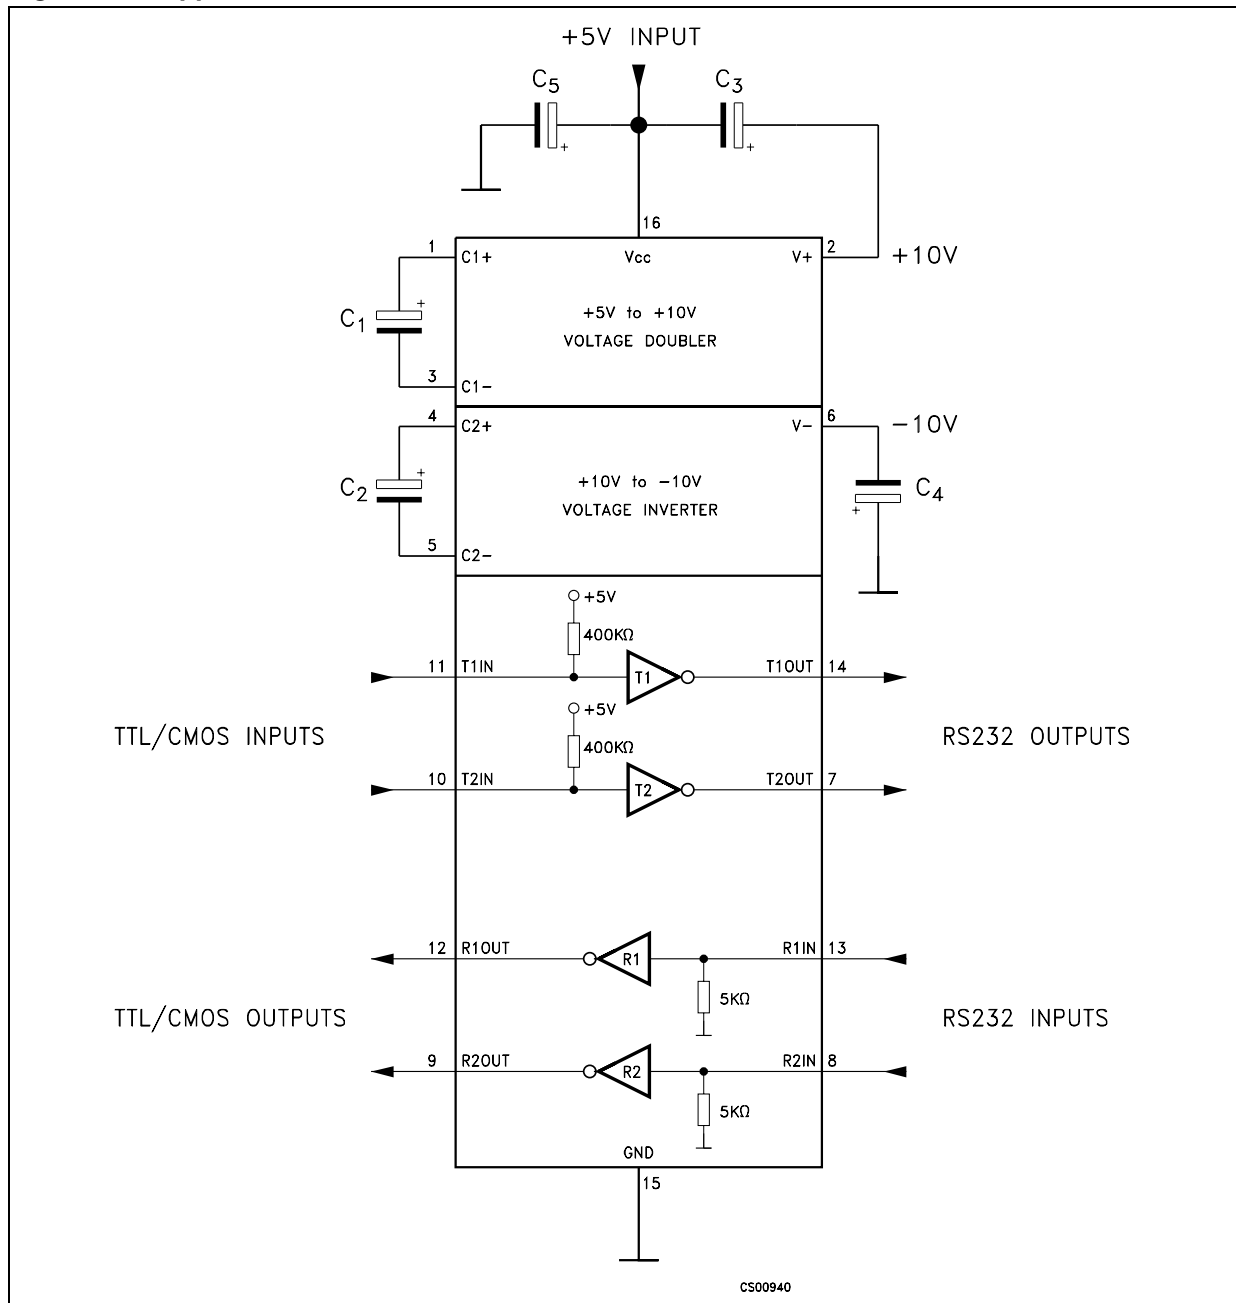 +5V INPUT
C5
C3
+
+
16
1
C1+
Vcc
V+
2
+10V
C1
+
+5V to +10V
VOLTAGE DOUBLER
3
C1-
4
C2+
V-
6
-10V
C2
+
+10V to -10V
VOLTAGE INVERTER
C4
+
5
C2-
+5V
400KΩ
11
T1IN
T1
T1OUT
14
+5V
TTL/CMOS INPUTS
RS232 OUTPUTS
400KΩ
10
T2IN
T2
T2OUT
7
12
R1OUT
R1
R1IN
13
5KΩ
TTL/CMOS OUTPUTS
RS232 INPUTS
9
R2OUT
R2
R2IN
8
5KΩ
GND
15
CS00940